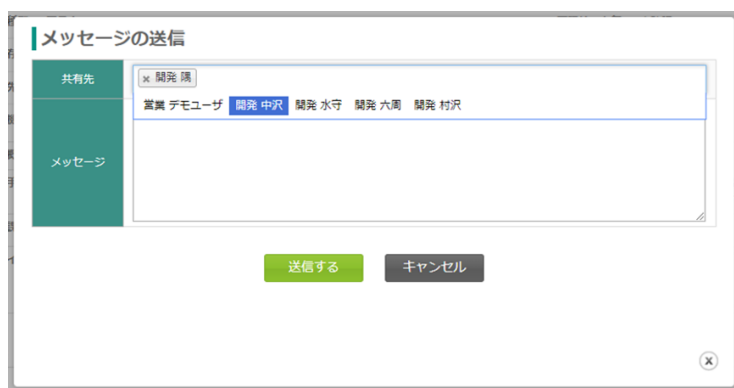 メッセージの送信
共有先
× 開発 隅
営業 デモユーザ 開発 中沢 開発 水守 開発 六周 開発 村沢
メッセージ
送信する
キャンセル